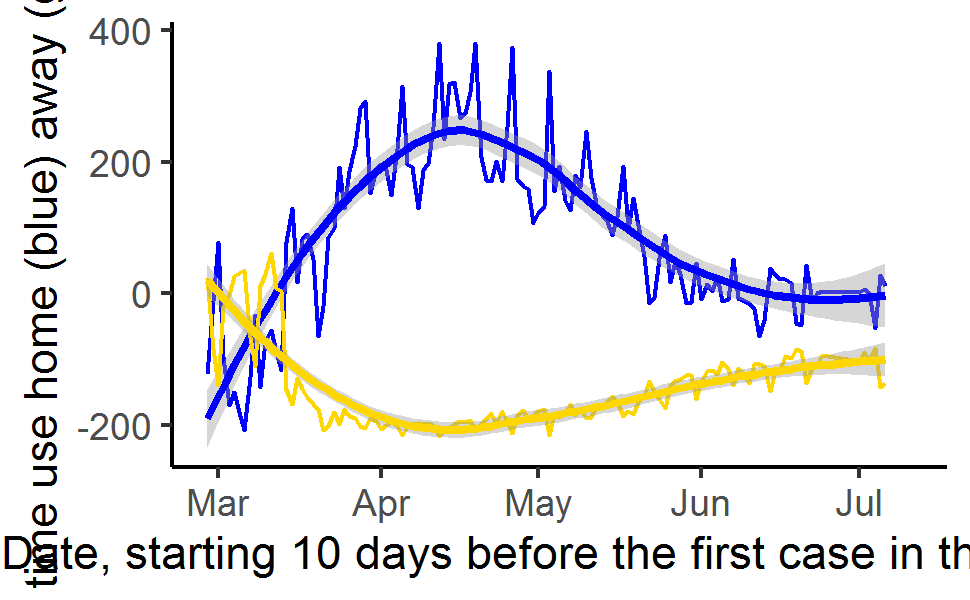 time use home (blue) away (
400
200
0
-200
Mar Apr May Jun Jul
Date, starting 10 days before the first case in th